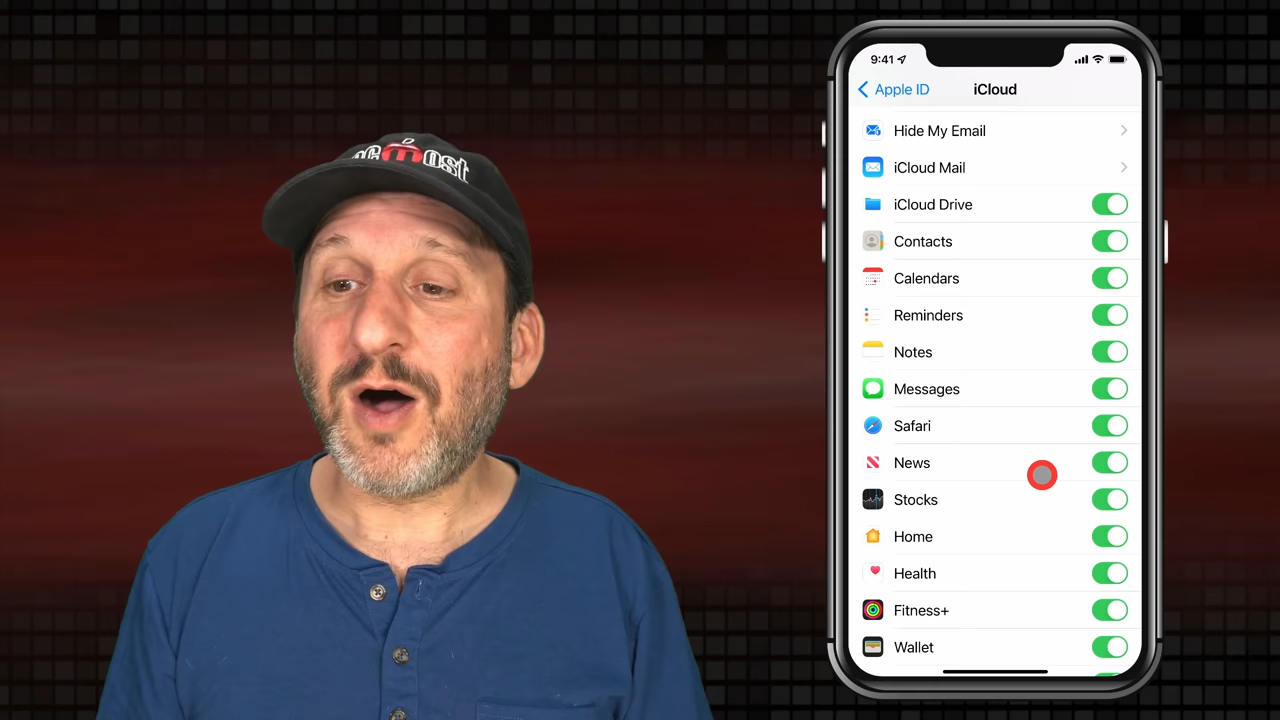 macmost
9:41
Apple ID
iCloud
Hide My Email
iCloud Mail
iCloud Drive
Contacts
Calendars
Reminders
Notes
Messages
Safari
News
Stocks
Home
Health
Fitness+
Wallet